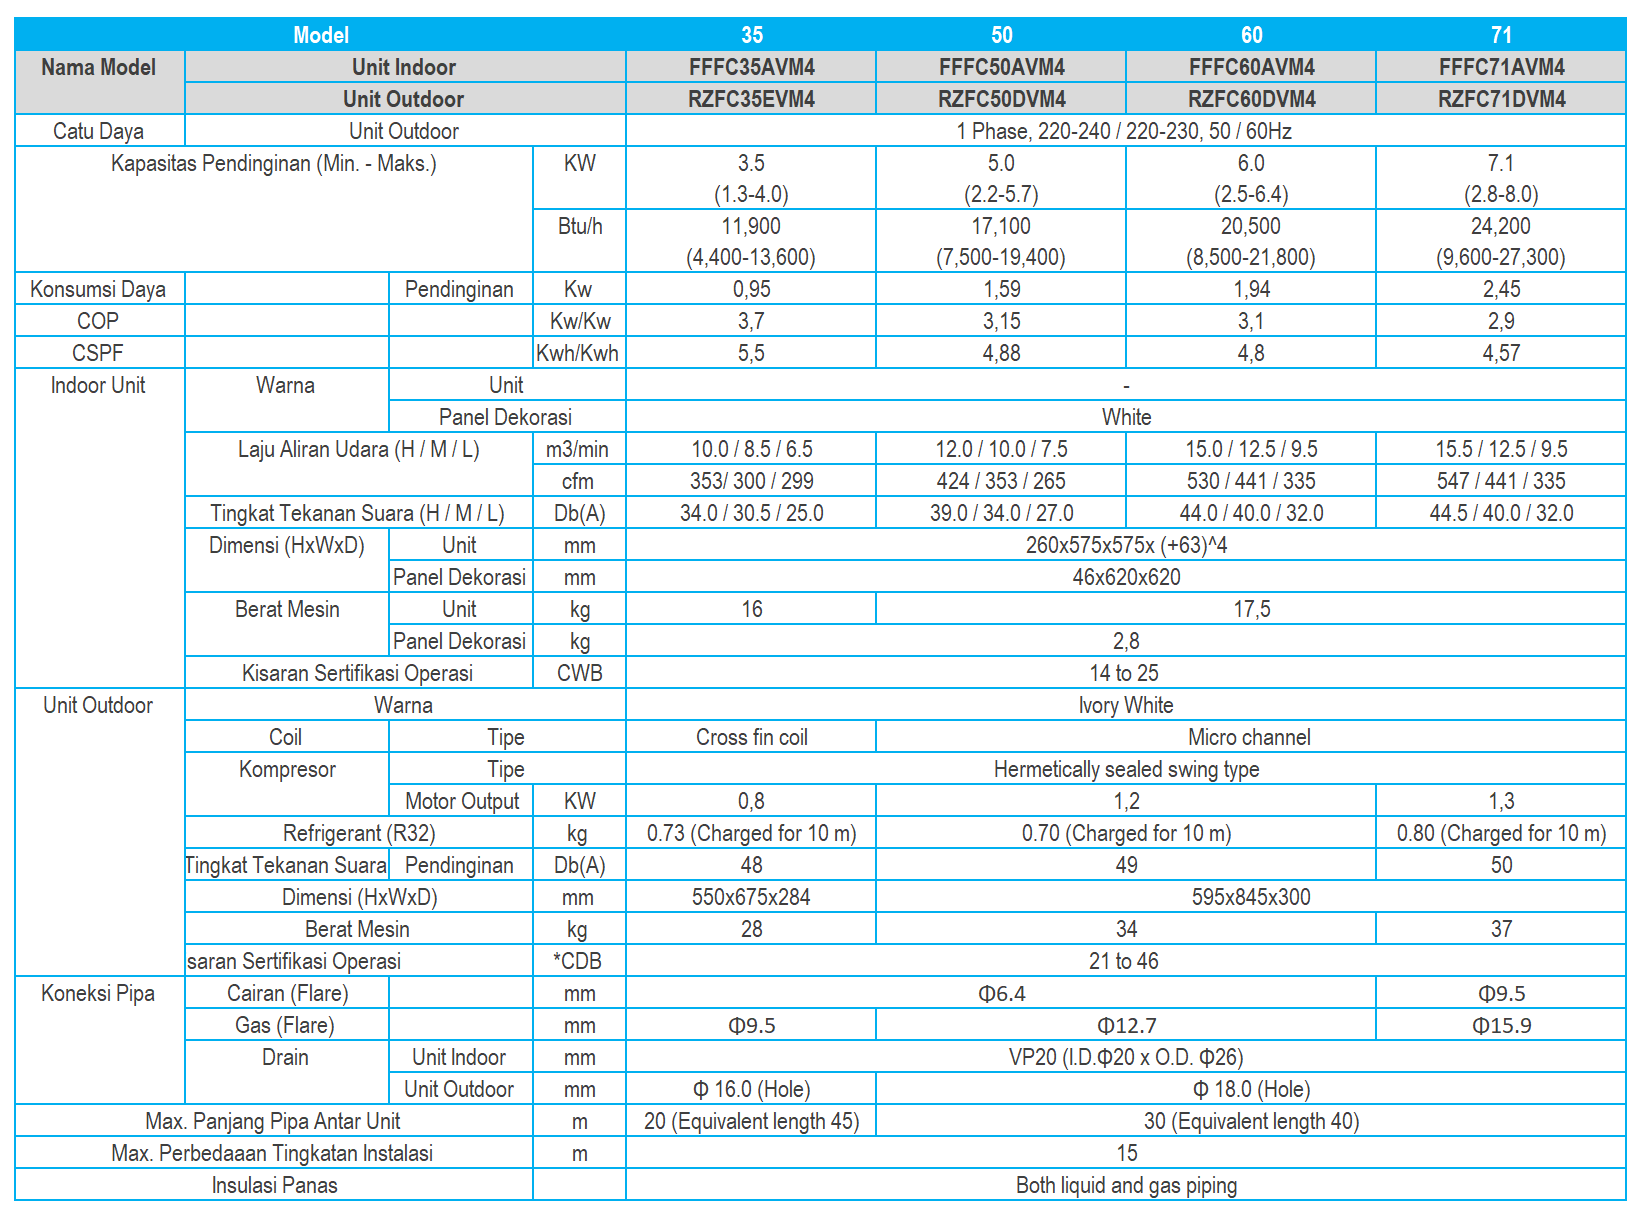 Model 35 50 60 71
Nama Model Unit Indoor FFFC35AVM4 FFFC50AVM4 FFFC60AVM4 FFFC71AVM4
Unit Outdoor RZFC35EVM4 RZFC50DVM4 RZFC60DVM4 RZFC71DVM4
Catu Daya Unit Outdoor 1 Phase, 220-240 / 220-230, 50 / 60Hz
Kapasitas Pendinginan (Min. - Maks.) KW 3.5 5.0 6.0 7.1
(1.3-4.0) (2.2-5.7) (2.5-6.4) (2.8-8.0)
Btu/h 11,900 17,100 20,500 24,200
(4,400-13,600) (7,500-19,400) (8,500-21,800) (9,600-27,300)
Konsumsi Daya Pendinginan Kw 0,95 1,59 1,94 2,45
COP Kw/Kw 3,7 3,15 3,1 2,9
CSPF Kwh/Kwh 5,5 4,88 4,8 4,57
Indoor Unit Warna Unit -
Panel Dekorasi White
Laju Aliran Udara (H / M / L) m3/min 10.0 / 8.5 / 6.5 12.0 / 10.0 / 7.5 15.0 / 12.5 / 9.5 15.5 / 12.5 / 9.5
cfm 353/ 300 / 299 424 / 353 / 265 530 / 441 / 335 547 / 441 / 335
Tingkat Tekanan Suara (H / M / L) Db(A) 34.0 / 30.5 / 25.0 39.0 / 34.0 / 27.0 44.0 / 40.0 / 32.0 44.5 / 40.0 / 32.0
Dimensi (HxWxD) Unit mm 260x575x575x (+63)^4
Panel Dekorasi mm 46x620x620
Berat Mesin Unit kg 16 17,5
Panel Dekorasi kg 2,8
Kisaran Sertifikasi Operasi CWB 14 to 25
Unit Outdoor Warna Ivory White
Coil Tipe Cross fin coil Micro channel
Kompresor Tipe Hermetically sealed swing type
Motor Output KW 0,8 1,2 1,3
Refrigerant (R32) kg 0.73 (Charged for 10 m) 0.70 (Charged for 10 m) 0.80 (Charged for 10 m)
Tingkat Tekanan Suara Pendinginan Db(A) 48 49 50
Dimensi (HxWxD) mm 550x675x284 595x845x300
Berat Mesin kg 28 34 37
saran Sertifikasi Operasi *CDB 21 to 46
Koneksi Pipa Cairan (Flare) mm Φ6.4 Φ9.5
Gas (Flare) mm Φ9.5 Φ12.7 Φ15.9
Drain Unit Indoor mm VP20 (I.D.Φ20 x O.D. Φ26)
Unit Outdoor mm Φ 16.0 (Hole) Φ 18.0 (Hole)
Max. Panjang Pipa Antar Unit m 20 (Equivalent length 45) 30 (Equivalent length 40)
Max. Perbedaaan Tingkatan Instalasi m 15
Insulasi Panas Both liquid and gas piping